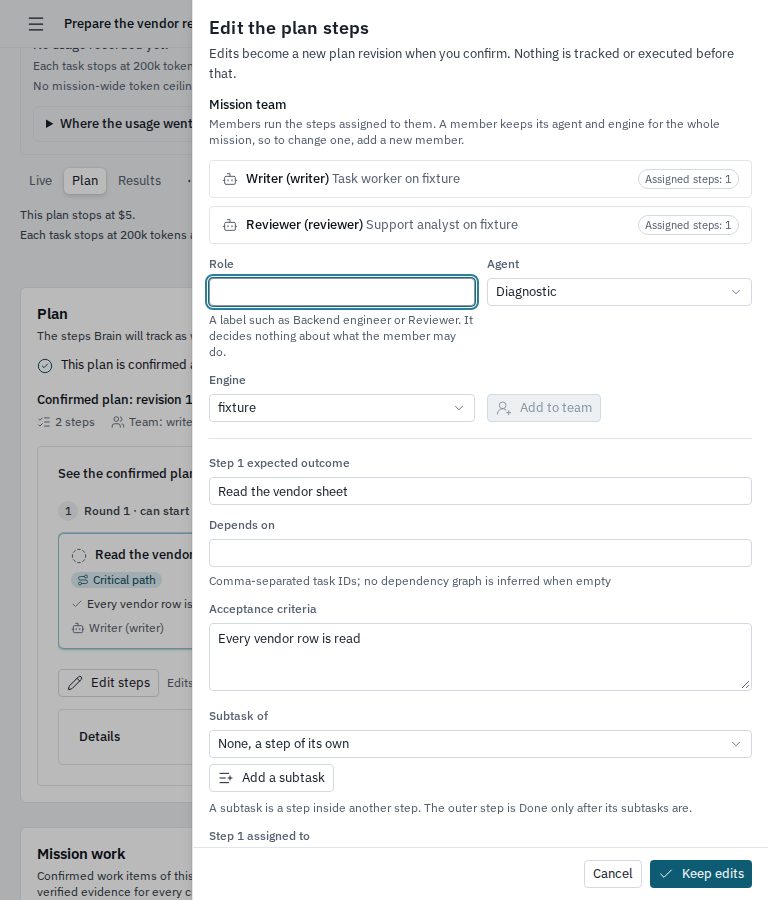 Prepare the vendor re
No usage recorded yet.
Each task stops at 200k token
No mission-wide token ceilin
Where the usage went
Live
Plan
Results
This plan stops at $5.
Each task stops at 200k tokens a
Plan
The steps Brain will track as w
This plan is confirmed a
Confirmed plan: revision 1
2 steps
Team: write
See the confirmed plan
1
Round 1 · can start
Read the vendor
Critical path
Every vendor row is
Writer (writer)
Edit steps
Edits
Details
Mission work
Confirmed work items of this
verified evidence for every c
Edit the plan steps
Edits become a new plan revision when you confirm. Nothing is tracked or executed before
that.
Mission team
Members run the steps assigned to them. A member keeps its agent and engine for the whole
mission, so to change one, add a new member.
Writer (writer) Task worker on fixture
Assigned steps: 1
Reviewer (reviewer) Support analyst on fixture
Assigned steps: 1
Role
Agent
Diagnostic
A label such as Backend engineer or Reviewer. It
decides nothing about what the member may
do.
Engine
fixture
Add to team
Step 1 expected outcome
Read the vendor sheet
Depends on
Comma-separated task IDs; no dependency graph is inferred when empty
Acceptance criteria
Every vendor row is read
Subtask of
None, a step of its own
Add a subtask
A subtask is a step inside another step. The outer step is Done only after its subtasks are.
Step 1 assigned to
Cancel
Keep edits